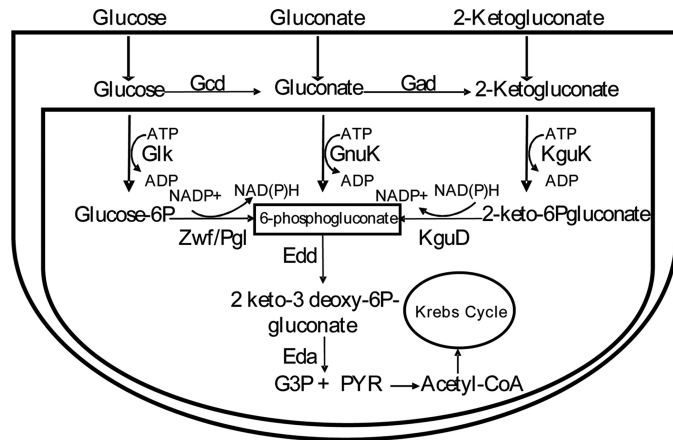 Glucose Gluconate 2-Ketogluconate
Glucose Gcd Gluconate Gad 2-Ketogluconate
ATP ATP ATP
Glk GnuK KguK
ADP ADP ADP
NADP+ NAD(P)H NADP+ NAD(P)H
Glucose-6P 6-phosphogluconate 2-keto-6Pgluconate
Zwf/Pgl KguD
Edd
2 keto-3 deoxy-6P-
gluconate
Krebs Cycle
Eda
G3P + PYR Acetyl-CoA